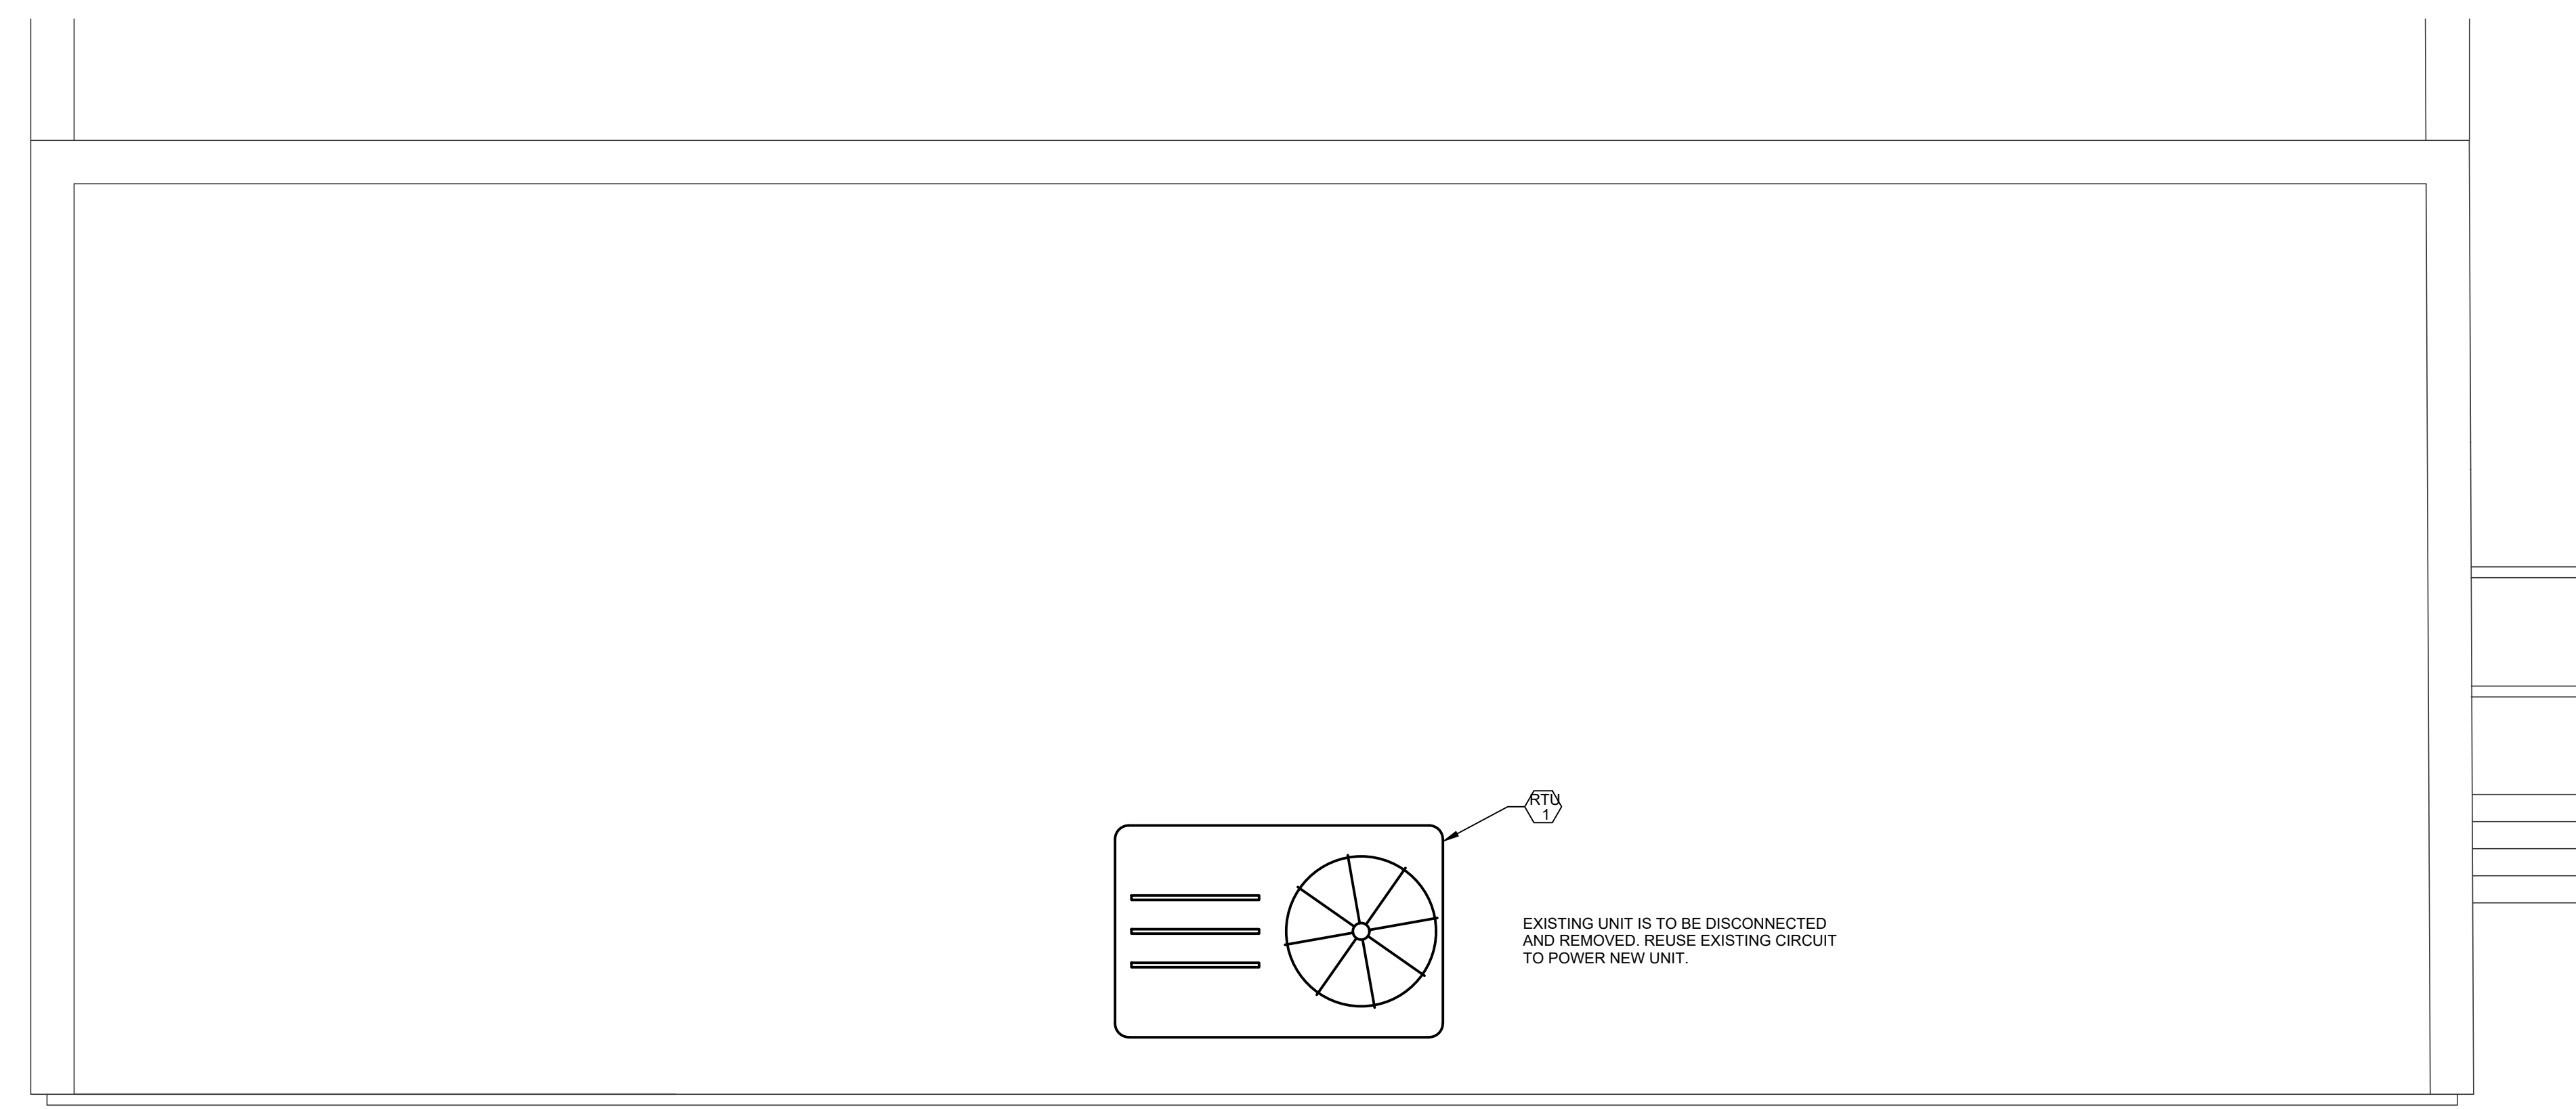 RTU
1
EXISTING UNIT IS TO BE DISCONNECTED
AND REMOVED. REUSE EXISTING CIRCUIT
TO POWER NEW UNIT.